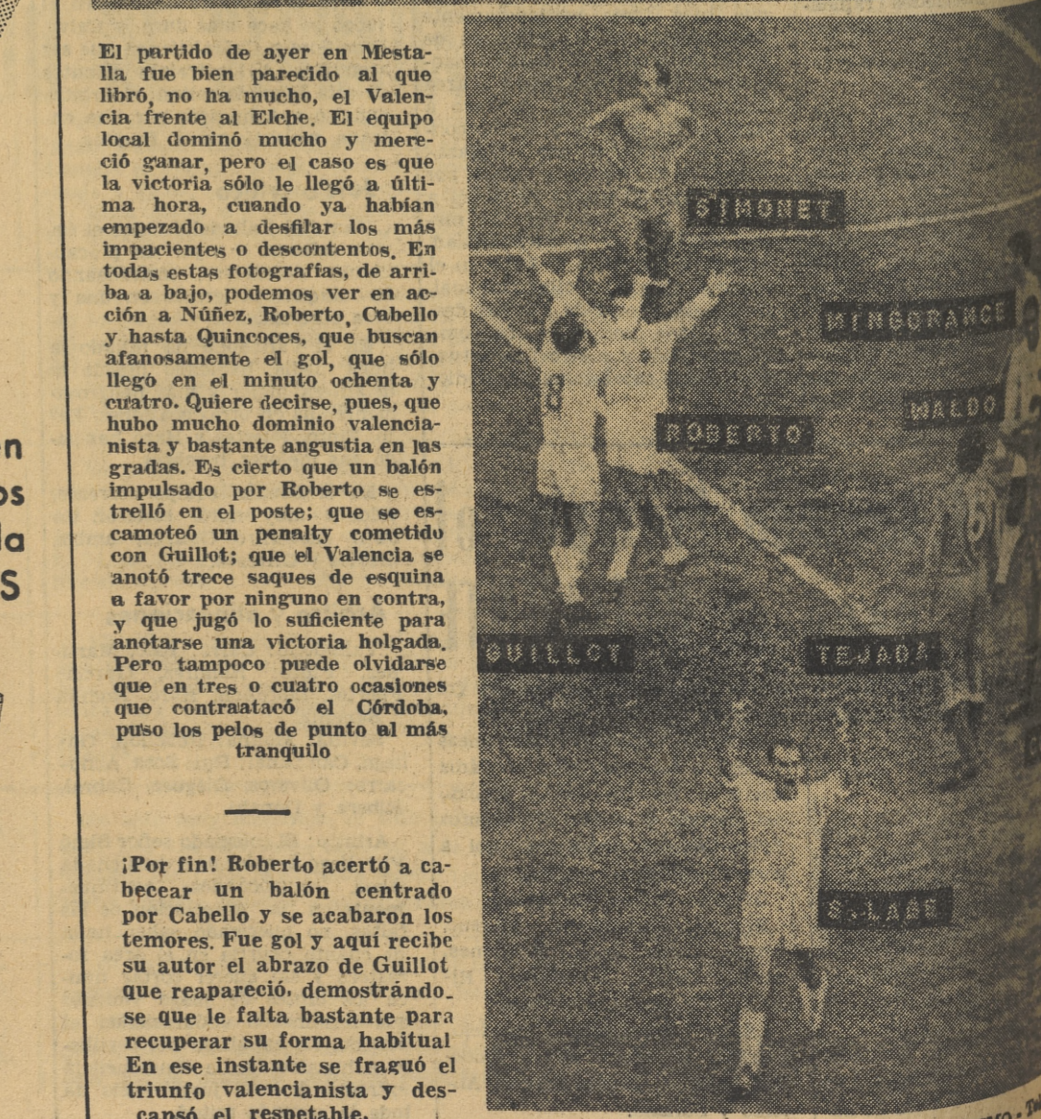 El partido de ayer en Mesta-
lla fue bien parecido al que
libró, no ha mucho, el Valen-
cia frente al Elche. El equipo
local dominó mucho y mere-
ció ganar, pero el caso es que
la victoria sólo le llegó a últi-
ma hora, cuando ya habían
empezado a desfilar los más
impacientes o descontentos. En
todas estas fotografías, de arri-
ba a bajo, podemos ver en ac-
ción a Núñez, Roberto, Cabello
y hasta Quincoces, que buscan
afanosamente el gol, que sólo
llegó en el minuto ochenta y
cuatro. Quiere decirse, pues, que
hubo mucho dominio valencia-
nista y bastante angustia en las
gradas. Es cierto que un balón
impulsado por Roberto se es-
trelló en el poste; que se es-
camoteó un penalty cometido
con Guillot; que el Valencia se
anotó trece saques de esquina
a favor por ninguno en contra,
y que jugó lo suficiente para
anotarse una victoria holgada.
Pero tampoco puede olvidarse
que en tres o cuatro ocasiones
que contraatacó el Córdoba,
puso los pelos de punto al más
tranquilo
¡Por fin! Roberto acertó a ca-
becear un balón centrado
por Cabello y se acabaron los
temores. Fue gol y aquí recibe
su autor el abrazo de Guillot
que reapareció, demostrándo-
se que le falta bastante para
recuperar su forma habitual
En ese instante se fraguó el
triunfo valencianista y des-
cansó el respetable.
SIMONET
MINGORANCE
WALDO
ROBERTO
8
6
GUILLOT
TEJADA
en
os
la
S